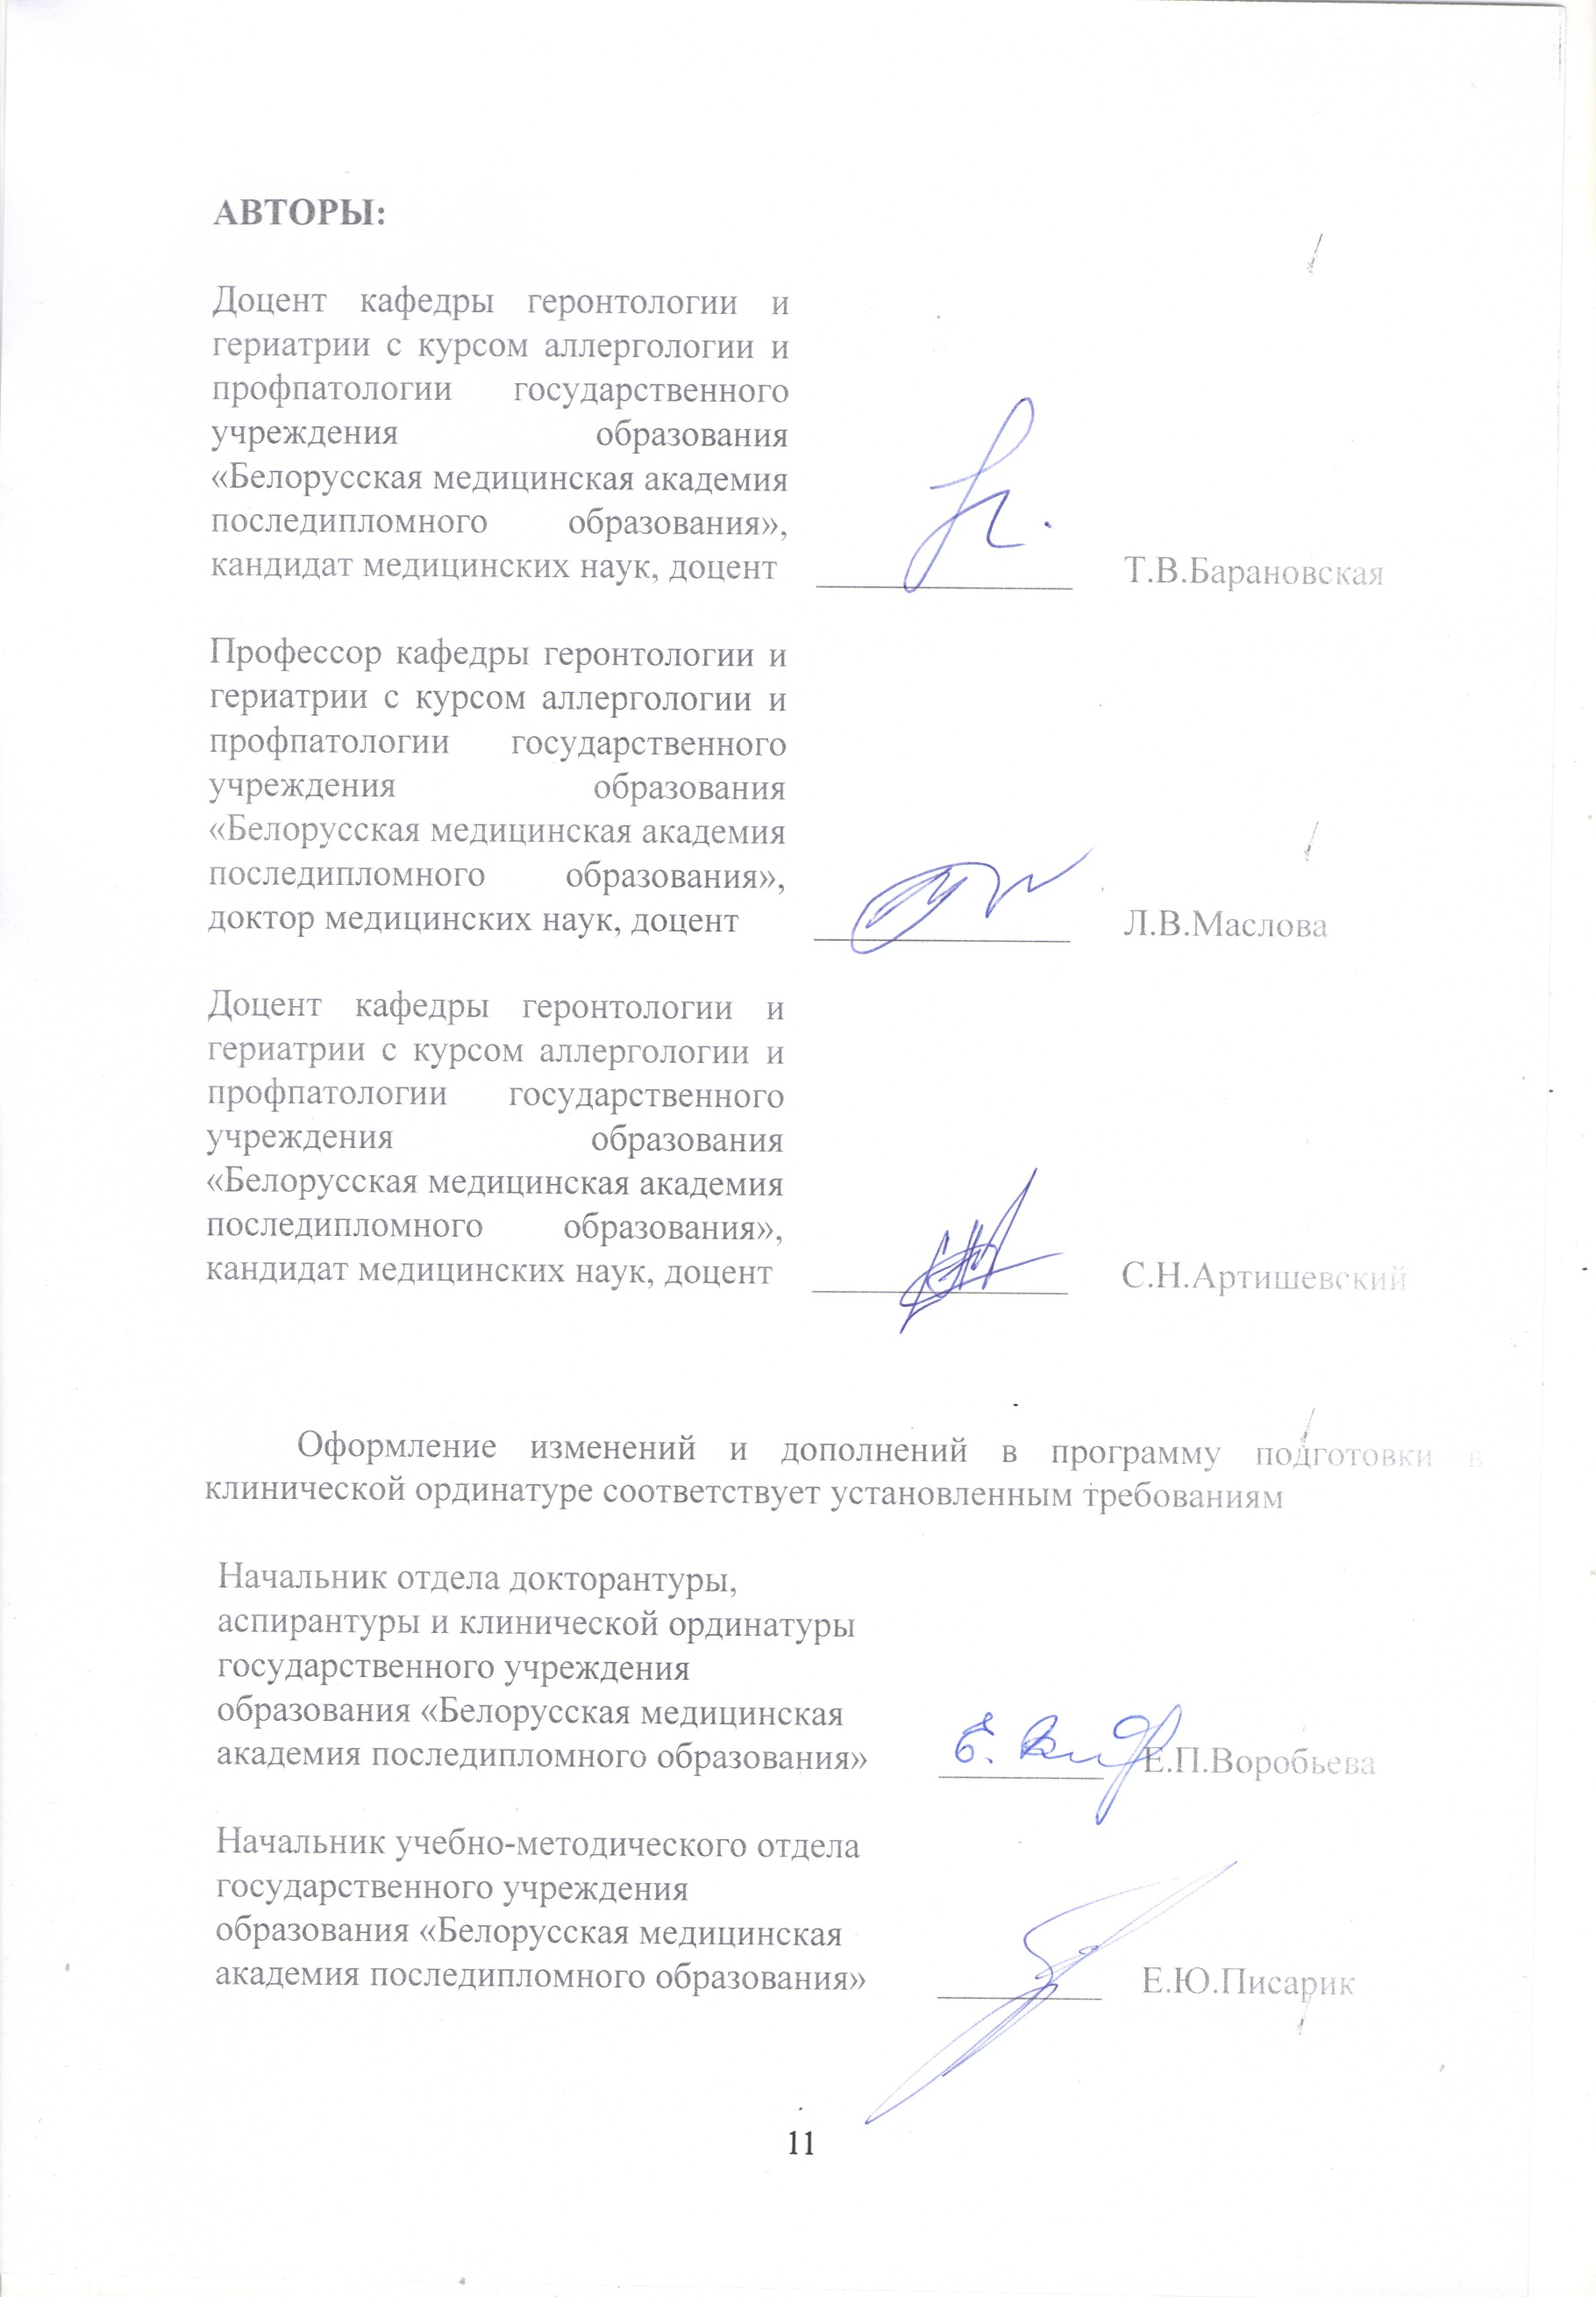 АВТОРЫ:
Доцент кафедры геронтологии и
гериатрии с курсом аллергологии и
профпатологии государственного
учреждения образования
«Белорусская медицинская академия
последипломного образования»,
кандидат медицинских наук, доцент Т.В.Барановская
Профессор кафедры геронтологии и
гериатрии с курсом аллергологии и
профпатологии государственного
учреждения образования
«Белорусская медицинская академия
последипломного образования»,
доктор медицинских наук, доцент Л.В.Маслова
Доцент кафедры геронтологии и
гериатрии с курсом аллергологии и
профпатологии государственного
учреждения образования
«Белорусская медицинская академия
последипломного образования»,
кандидат медицинских наук, доцент С.Н.Артишевский
Оформление изменений и дополнений в программу подготовки в
клинической ординатуре соответствует установленным требованиям
Начальник отдела докторантуры,
аспирантуры и клинической ординатуры
государственного учреждения
образования «Белорусская медицинская
академия последипломного образования» Е.П.Воробьева
Начальник учебно-методического отдела
государственного учреждения
образования «Белорусская медицинская
академия последипломного образования» Е.Ю.Писарик
11